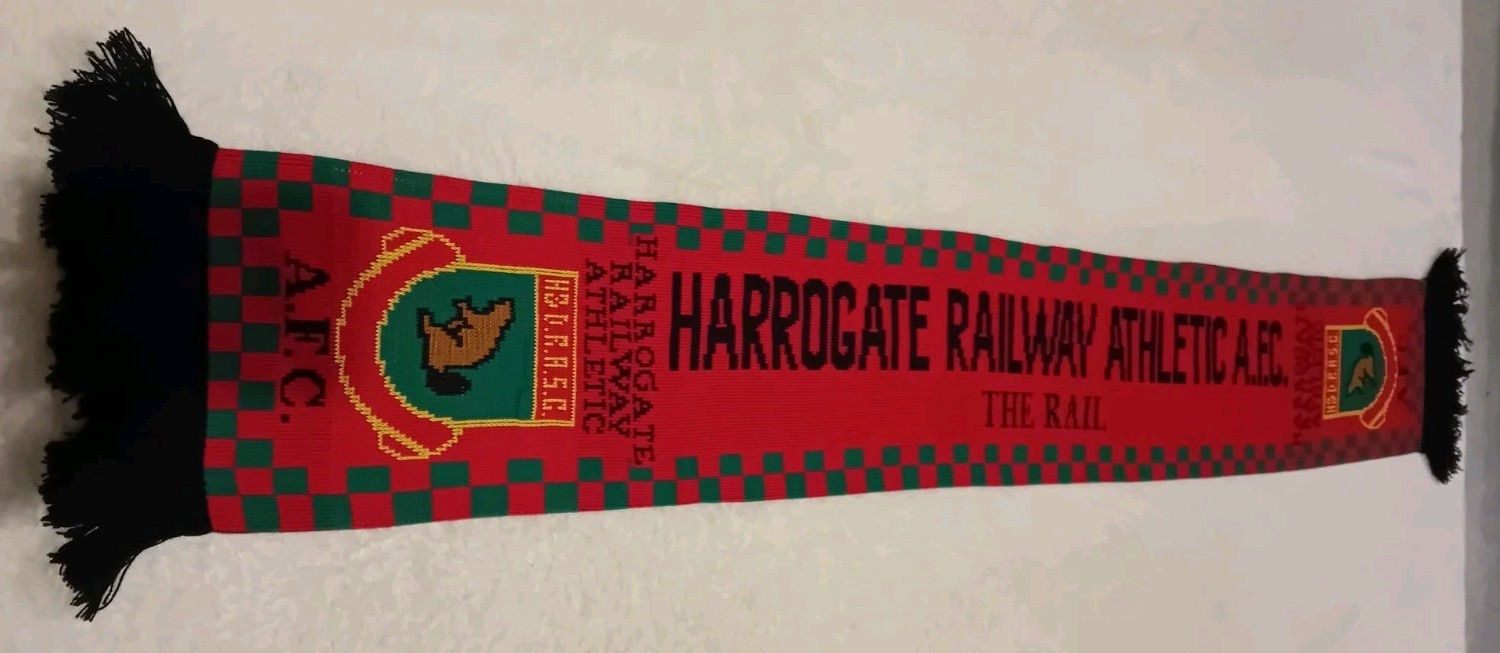 HARROGATE
RAILWAY
ATHLETIC
A.F.C.
HARROGATE RAILWAY ATHLETIC A.F.C.
THE RAIL